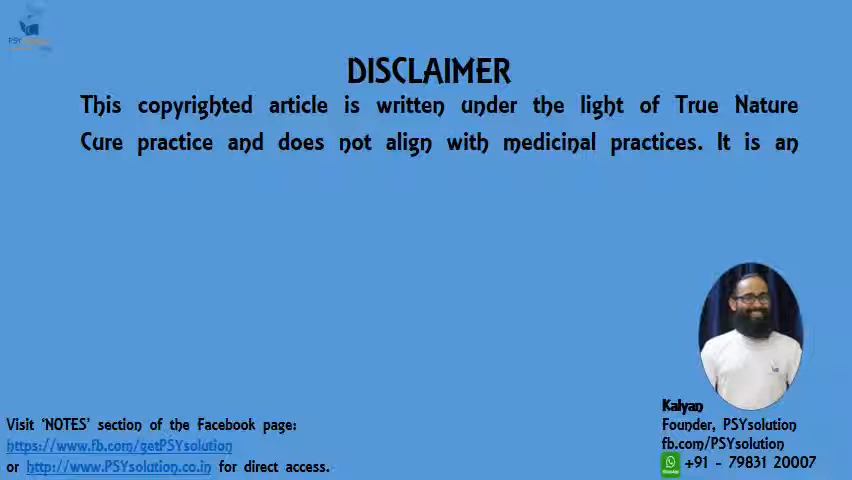 DISCLAIMER
This copyrighted article is written under the light of True Nature
Cure practice and does not align with medicinal practices. It is an
Kalyan
Founder, PSYsolution
fb.com/PSYsolution
+91 - 79831 20007
Visit ‘NOTES’ section of the Facebook page:
https://www.fb.com/getPSYsolution
or http://www.PSYsolution.co.in for direct access.